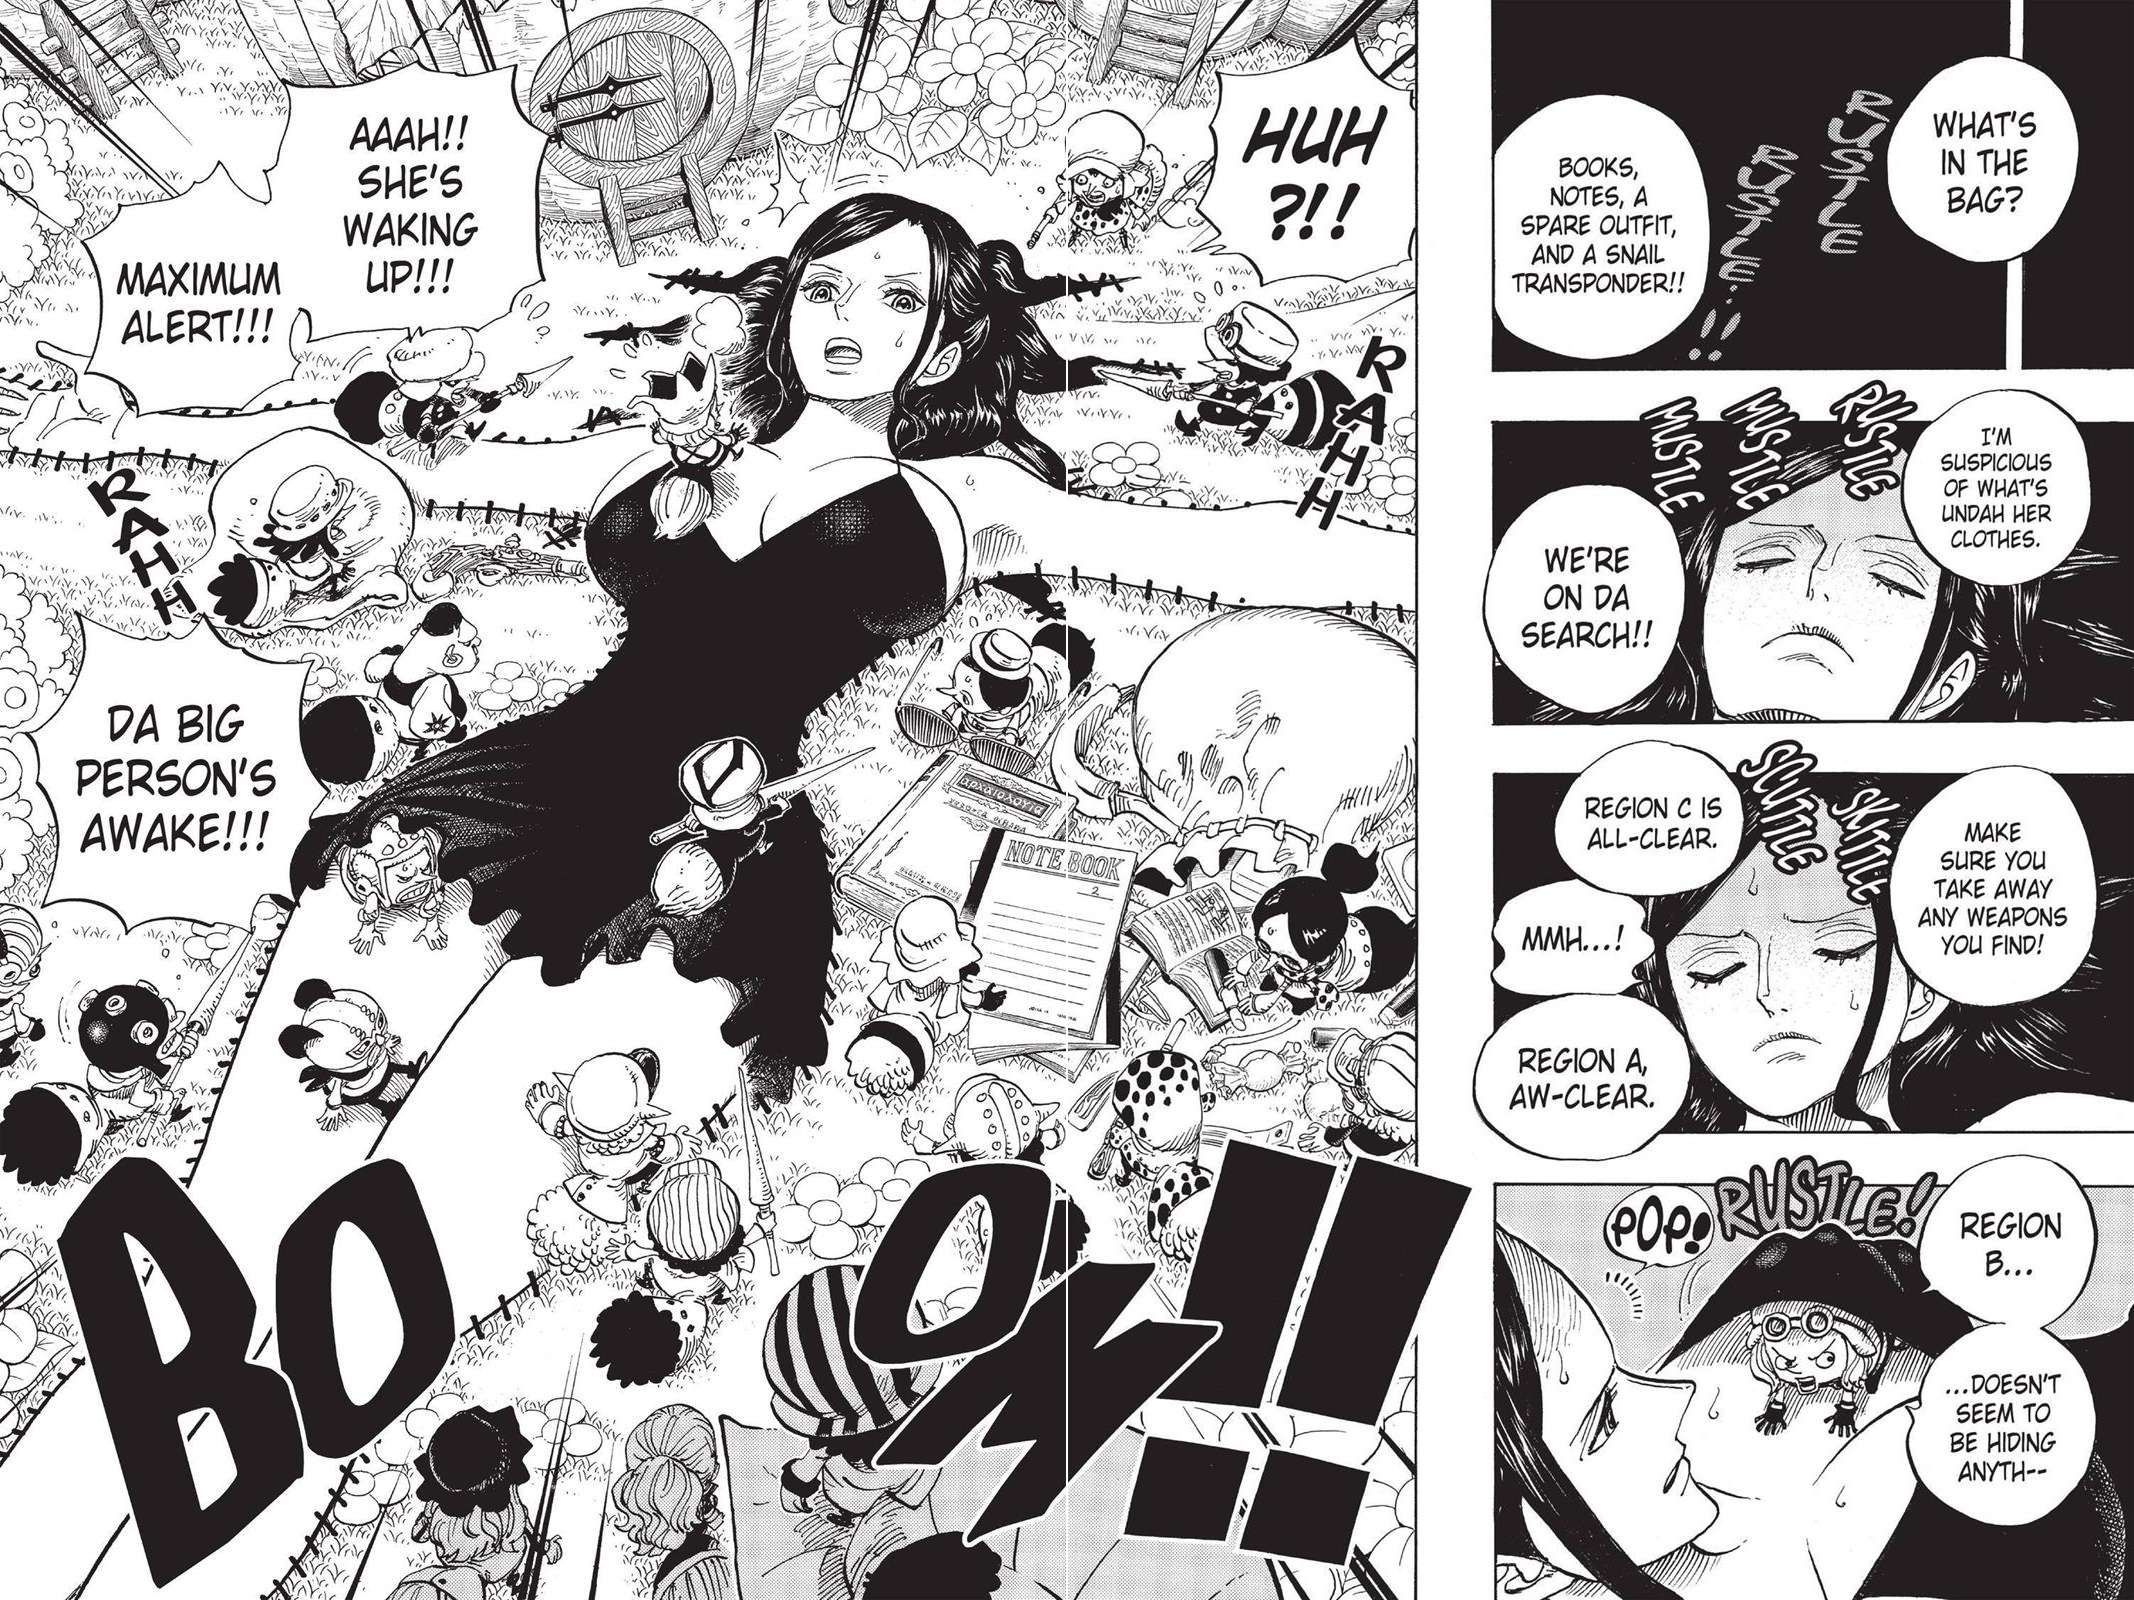 WHAT'S
IN THE
BAG?
RUSTLE
RUSTLE!!
BOOKS,
NOTES, A
SPARE OUTFIT,
AND A SNAIL
TRANSPONDER!!
I'M
SUSPICIOUS
OF WHAT'S
UNDAH HER
CLOTHES.
RUSTLE
MUSTLE
MUSTLE
WE'RE
ON DA
SEARCH!!
MAKE
SURE YOU
TAKE AWAY
ANY WEAPONS
YOU FIND!
SKTTLE
SCUTTLE
REGION C IS
ALL-CLEAR.
MMH...!
REGION A,
AW-CLEAR.
REGION
B...
RUSTLE!
POP!
...DOESN'T
SEEM TO
BE HIDING
ANYTH--
HUH
?!!
RAHH
AAAH!!
SHE'S
WAKING
UP!!!
MAXIMUM
ALERT!!!
RAHH
DA BIG
PERSON'S
AWAKE!!!
NOTE BOOK
2
BOOM!!